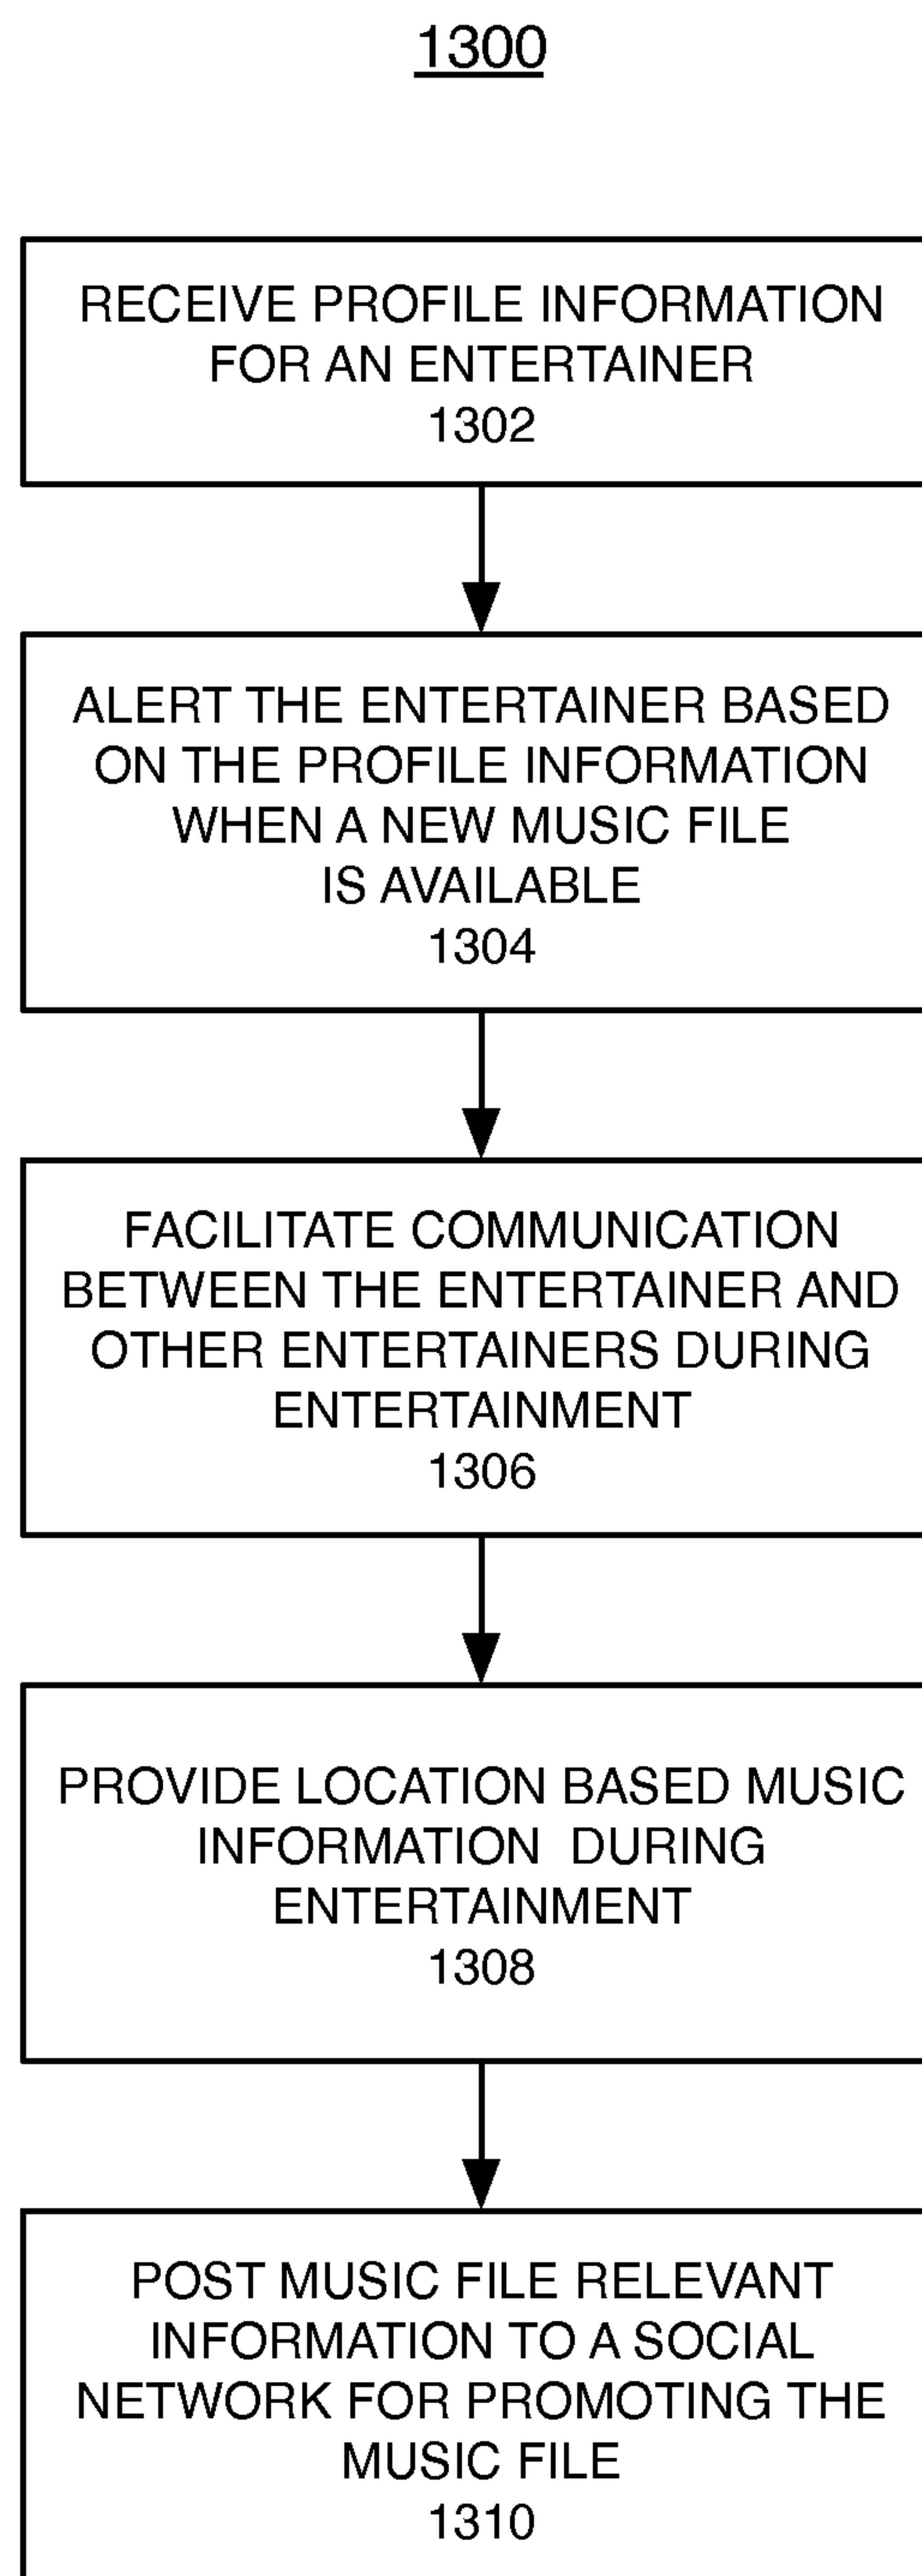 1300
RECEIVE PROFILE INFORMATION
FOR AN ENTERTAINER
1302
ALERT THE ENTERTAINER BASED
ON THE PROFILE INFORMATION
WHEN A NEW MUSIC FILE
IS AVAILABLE
1304
FACILITATE COMMUNICATION
BETWEEN THE ENTERTAINER AND
OTHER ENTERTAINERS DURING
ENTERTAINMENT
1306
PROVIDE LOCATION BASED MUSIC
INFORMATION DURING
ENTERTAINMENT
1308
POST MUSIC FILE RELEVANT
INFORMATION TO A SOCIAL
NETWORK FOR PROMOTING THE
MUSIC FILE
1310